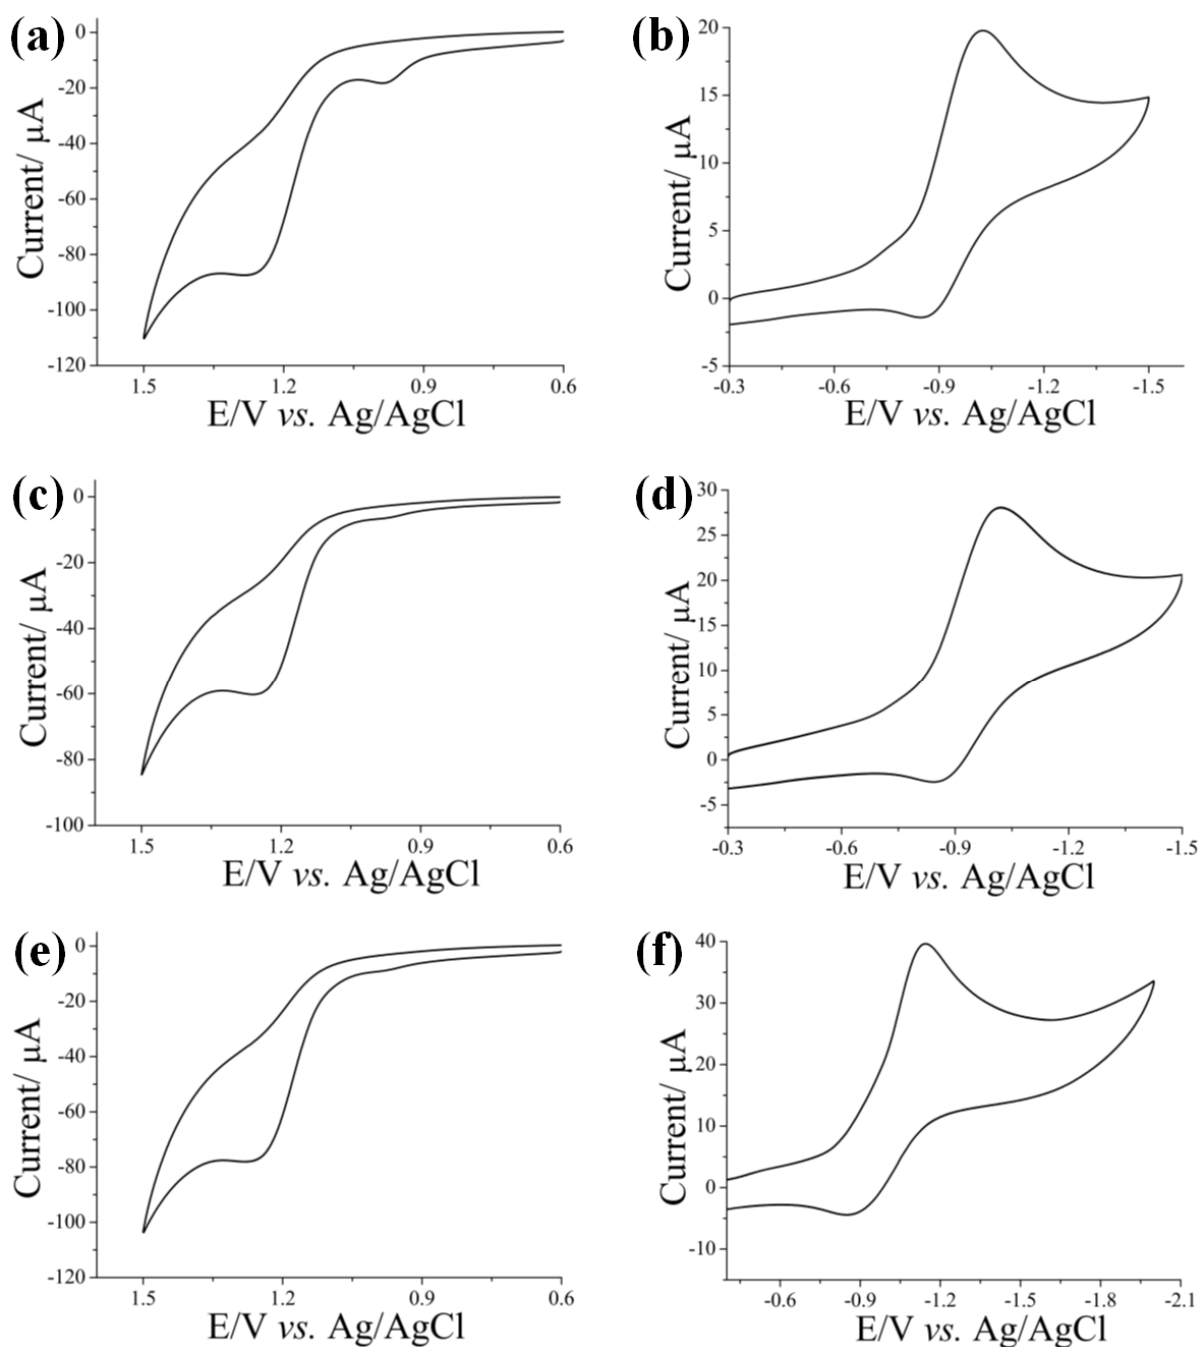 (a)
0
-20
-40
-60
-80
-100
-120
Current/ μA
1.5 1.2 0.9 0.6
E/V vs. Ag/AgCl
(b)
20
15
10
5
0
-5
Current/ μA
-0.3 -0.6 -0.9 -1.2 -1.5
E/V vs. Ag/AgCl
(c)
0
-20
-40
-60
-80
-100
Current/ μA
1.5 1.2 0.9 0.6
E/V vs. Ag/AgCl
(d)
30
25
20
15
10
5
0
-5
Current/ μA
-0.3 -0.6 -0.9 -1.2 -1.5
E/V vs. Ag/AgCl
(e)
0
-20
-40
-60
-80
-100
-120
Current/ μA
1.5 1.2 0.9 0.6
E/V vs. Ag/AgCl
(f)
40
30
20
10
0
-10
Current/ μA
-0.6 -0.9 -1.2 -1.5 -1.8 -2.1
E/V vs. Ag/AgCl